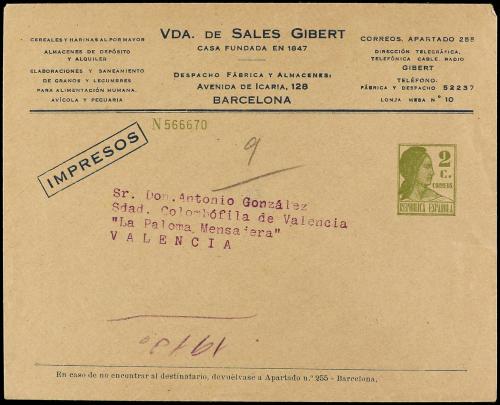 CEREALES Y HARINAS AL POR MAYOR
ALMACENES DE DEPÓSITO
Y ALQUILER
ELABORACIONES Y SANEAMIENTO
DE GRANOS Y LEGUMBRES
PARA ALIMENTACIÓN HUMANA,
AVÍCOLA Y PECUARIA
VDA. DE SALES GIBERT
CASA FUNDADA EN 1847
DESPACHO FÁBRICA Y ALMACENES:
AVENIDA DE ICARIA, 128
BARCELONA
CORREOS, APARTADO 255
DIRECCIÓN TELEGRÁFICA,
TELEFÓNICA CABLE RADIO
GIBERT
TELÉFONO.
FÁBRICA Y DESPACHO 52237
LONJA MESA Nº 10
N566670
IMPRESOS
9
2
C.
CORREOS
REPÚBLICA ESPAÑOLA
Sr. Don.Antonio González
Sdad. Colombófila de Valencia
"La Paloma Mensajera"
VALENCIA
En caso de no encontrar al destinatario, devuélvase a Apartado n.º 255 - Barcelona.